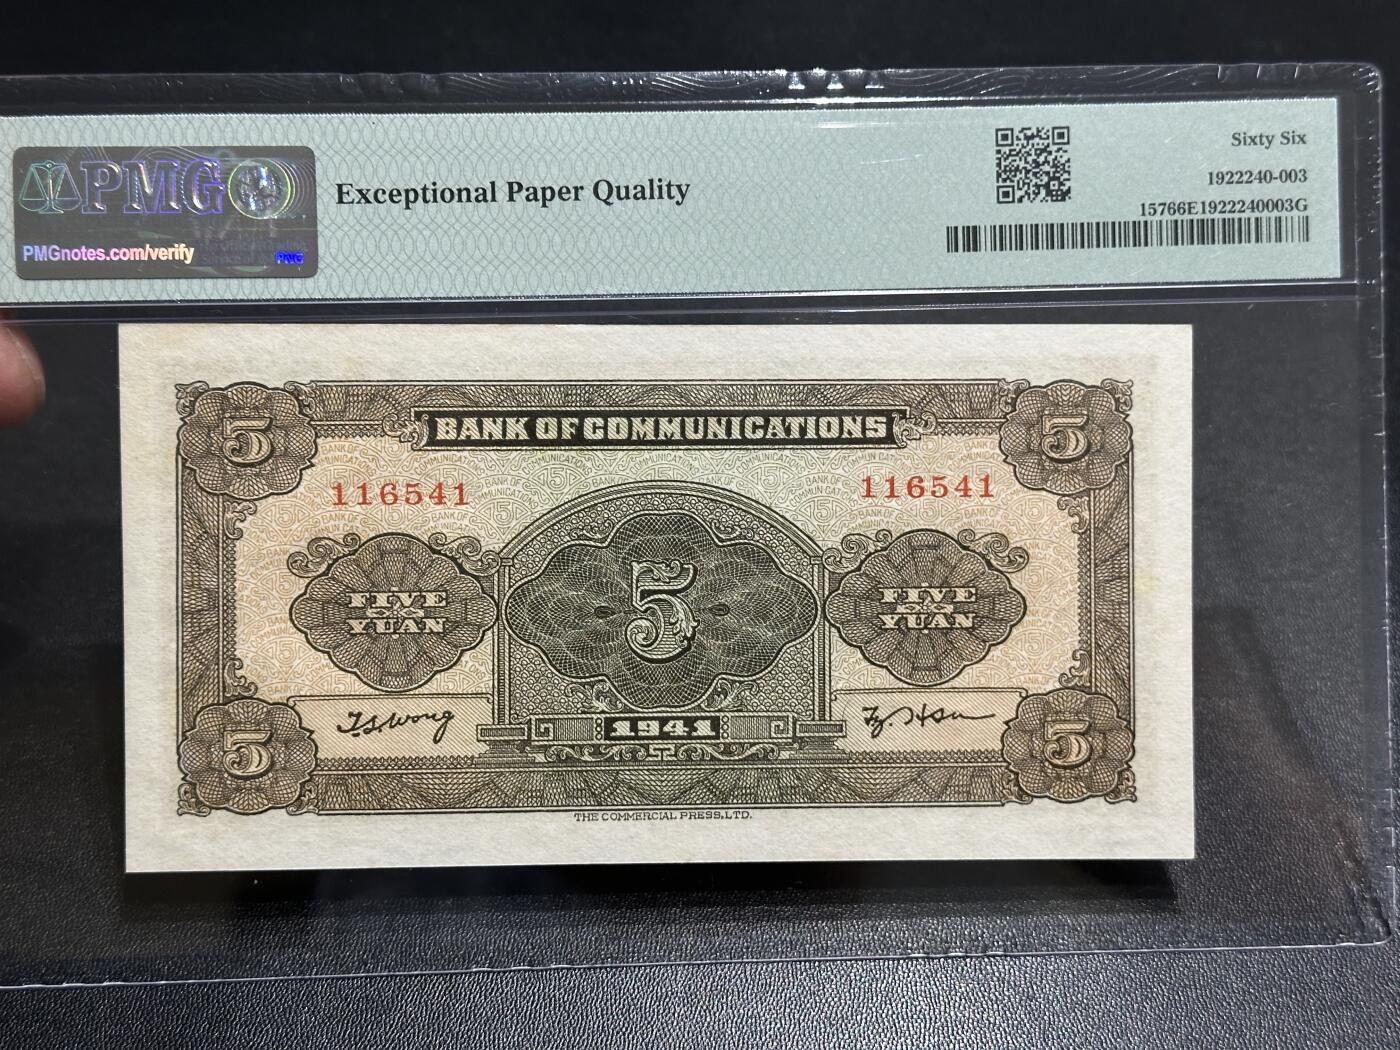 PMG
PMGnotes.com/verify
Exceptional Paper Quality
Sixty Six
1922240-003
15766E1922240003G
5 5
BANK OF COMMUNICATIONS
116541 116541
5
FIVE YUAN
FIVE YUAN
T.S. Wong
1941
5 5
THE COMMERCIAL PRESS, LTD.